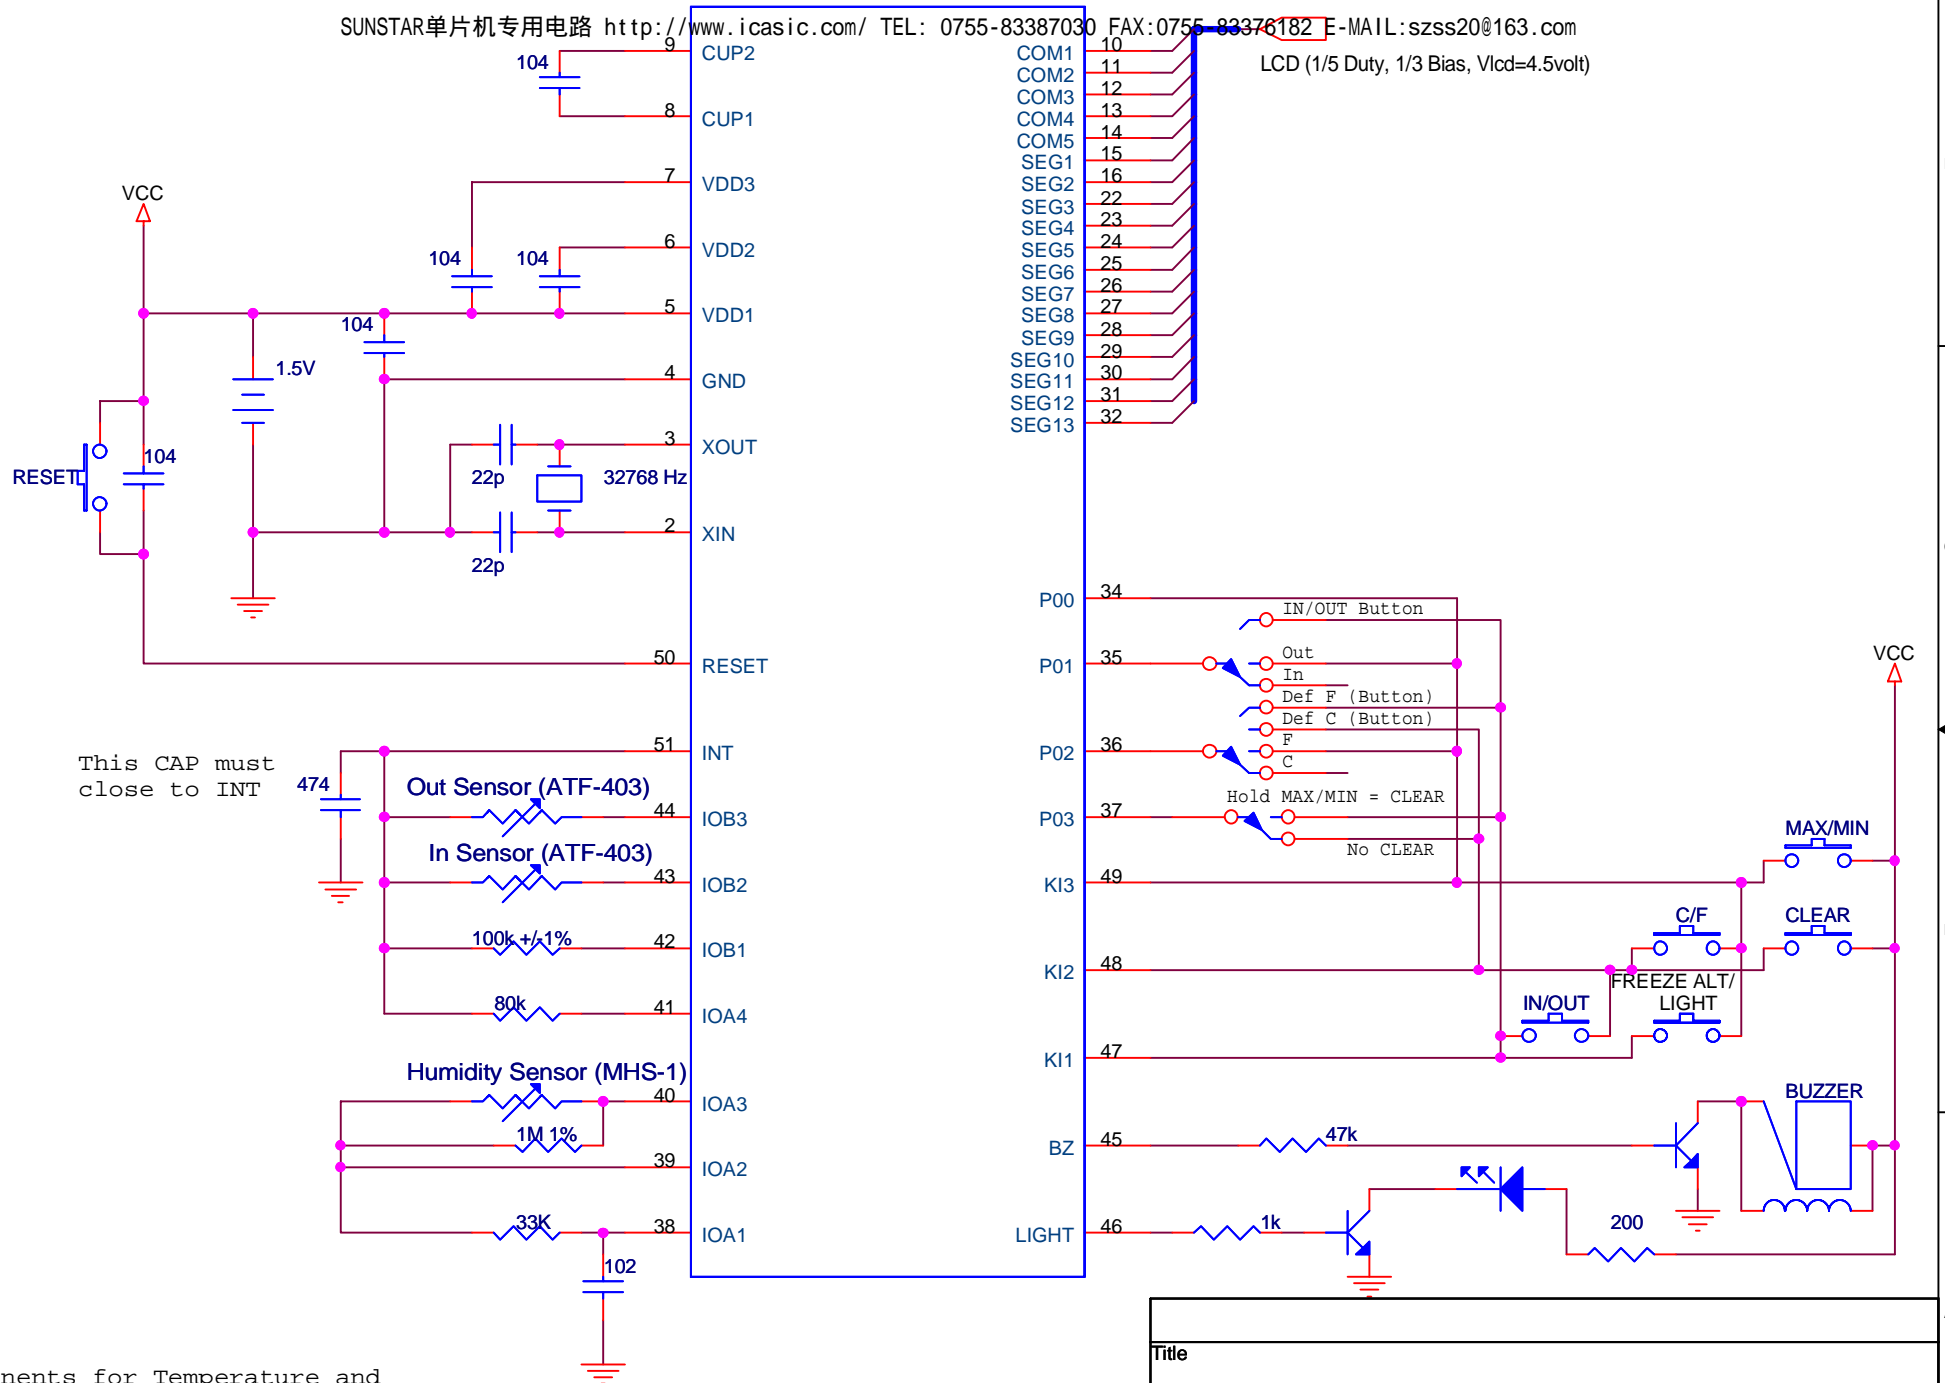 SUNSTAR单片机专用电路 http://www.icasic.com/ TEL: 0755-83387030 FAX:0755-83376182 E-MAIL:szss20@163.com
LCD (1/5 Duty, 1/3 Bias, Vlcd=4.5volt)
104
9 CUP2
8 CUP1
7 VDD3
VCC
104
104
6 VDD2
5 VDD1
104
1.5V
4 GND
RESET
104
3 XOUT
22p
32768 Hz
2 XIN
22p
50 RESET
This CAP must
close to INT
474
51 INT
Out Sensor (ATF-403)
44 IOB3
In Sensor (ATF-403)
43 IOB2
100k +/-1%
42 IOB1
80k
41 IOA4
Humidity Sensor (MHS-1)
40 IOA3
1M 1%
39 IOA2
33K
38 IOA1
102
COM1 10
COM2 11
COM3 12
COM4 13
COM5 14
SEG1 15
SEG2 16
SEG3 22
SEG4 23
SEG5 24
SEG6 25
SEG7 26
SEG8 27
SEG9 28
SEG10 29
SEG11 30
SEG12 31
SEG13 32
P00 34
IN/OUT Button
P01 35
Out
In
Def F (Button)
Def C (Button)
P02 36
F
C
Hold MAX/MIN = CLEAR
P03 37
No CLEAR
VCC
MAX/MIN
KI3 49
C/F
CLEAR
KI2 48
FREEZE ALT/
LIGHT
IN/OUT
KI1 47
BUZZER
BZ 45
47k
LIGHT 46
1k
200
Title
nents for Temperature and